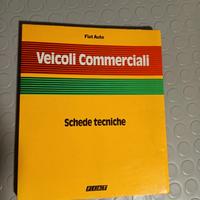 Fiat Auto
Veicoli Commerciali
Schede tecniche
FIAT